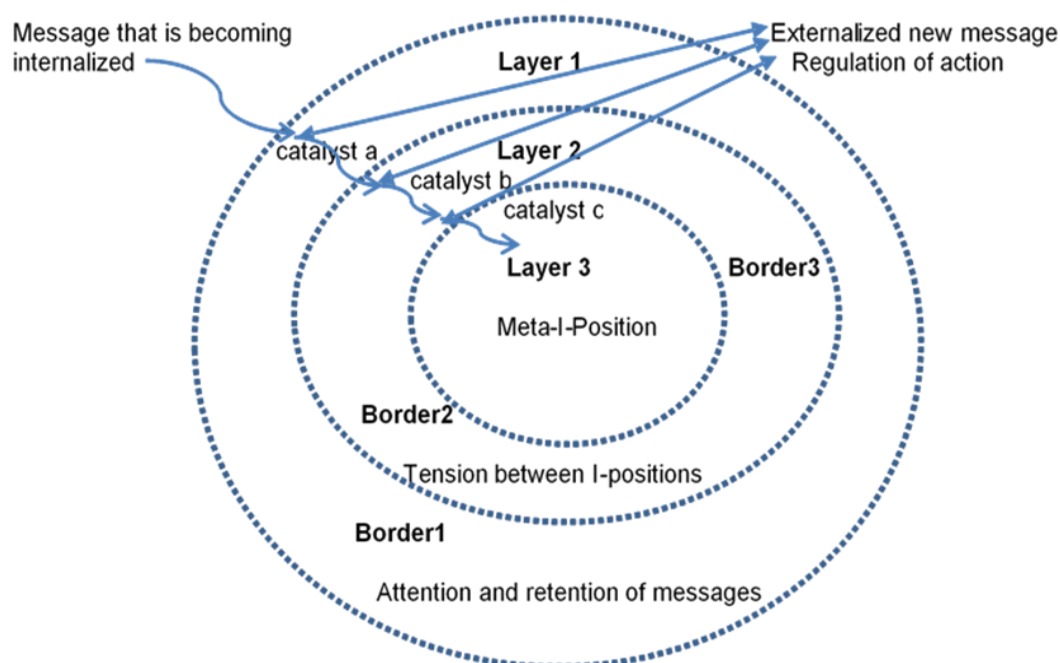 Message that is becoming
internalized
Externalized new message
Regulation of action
Layer 1
catalyst a
Layer 2
catalyst b
catalyst c
Layer 3
Border3
Meta-I-Position
Border2
Tension between I-positions
Border1
Attention and retention of messages